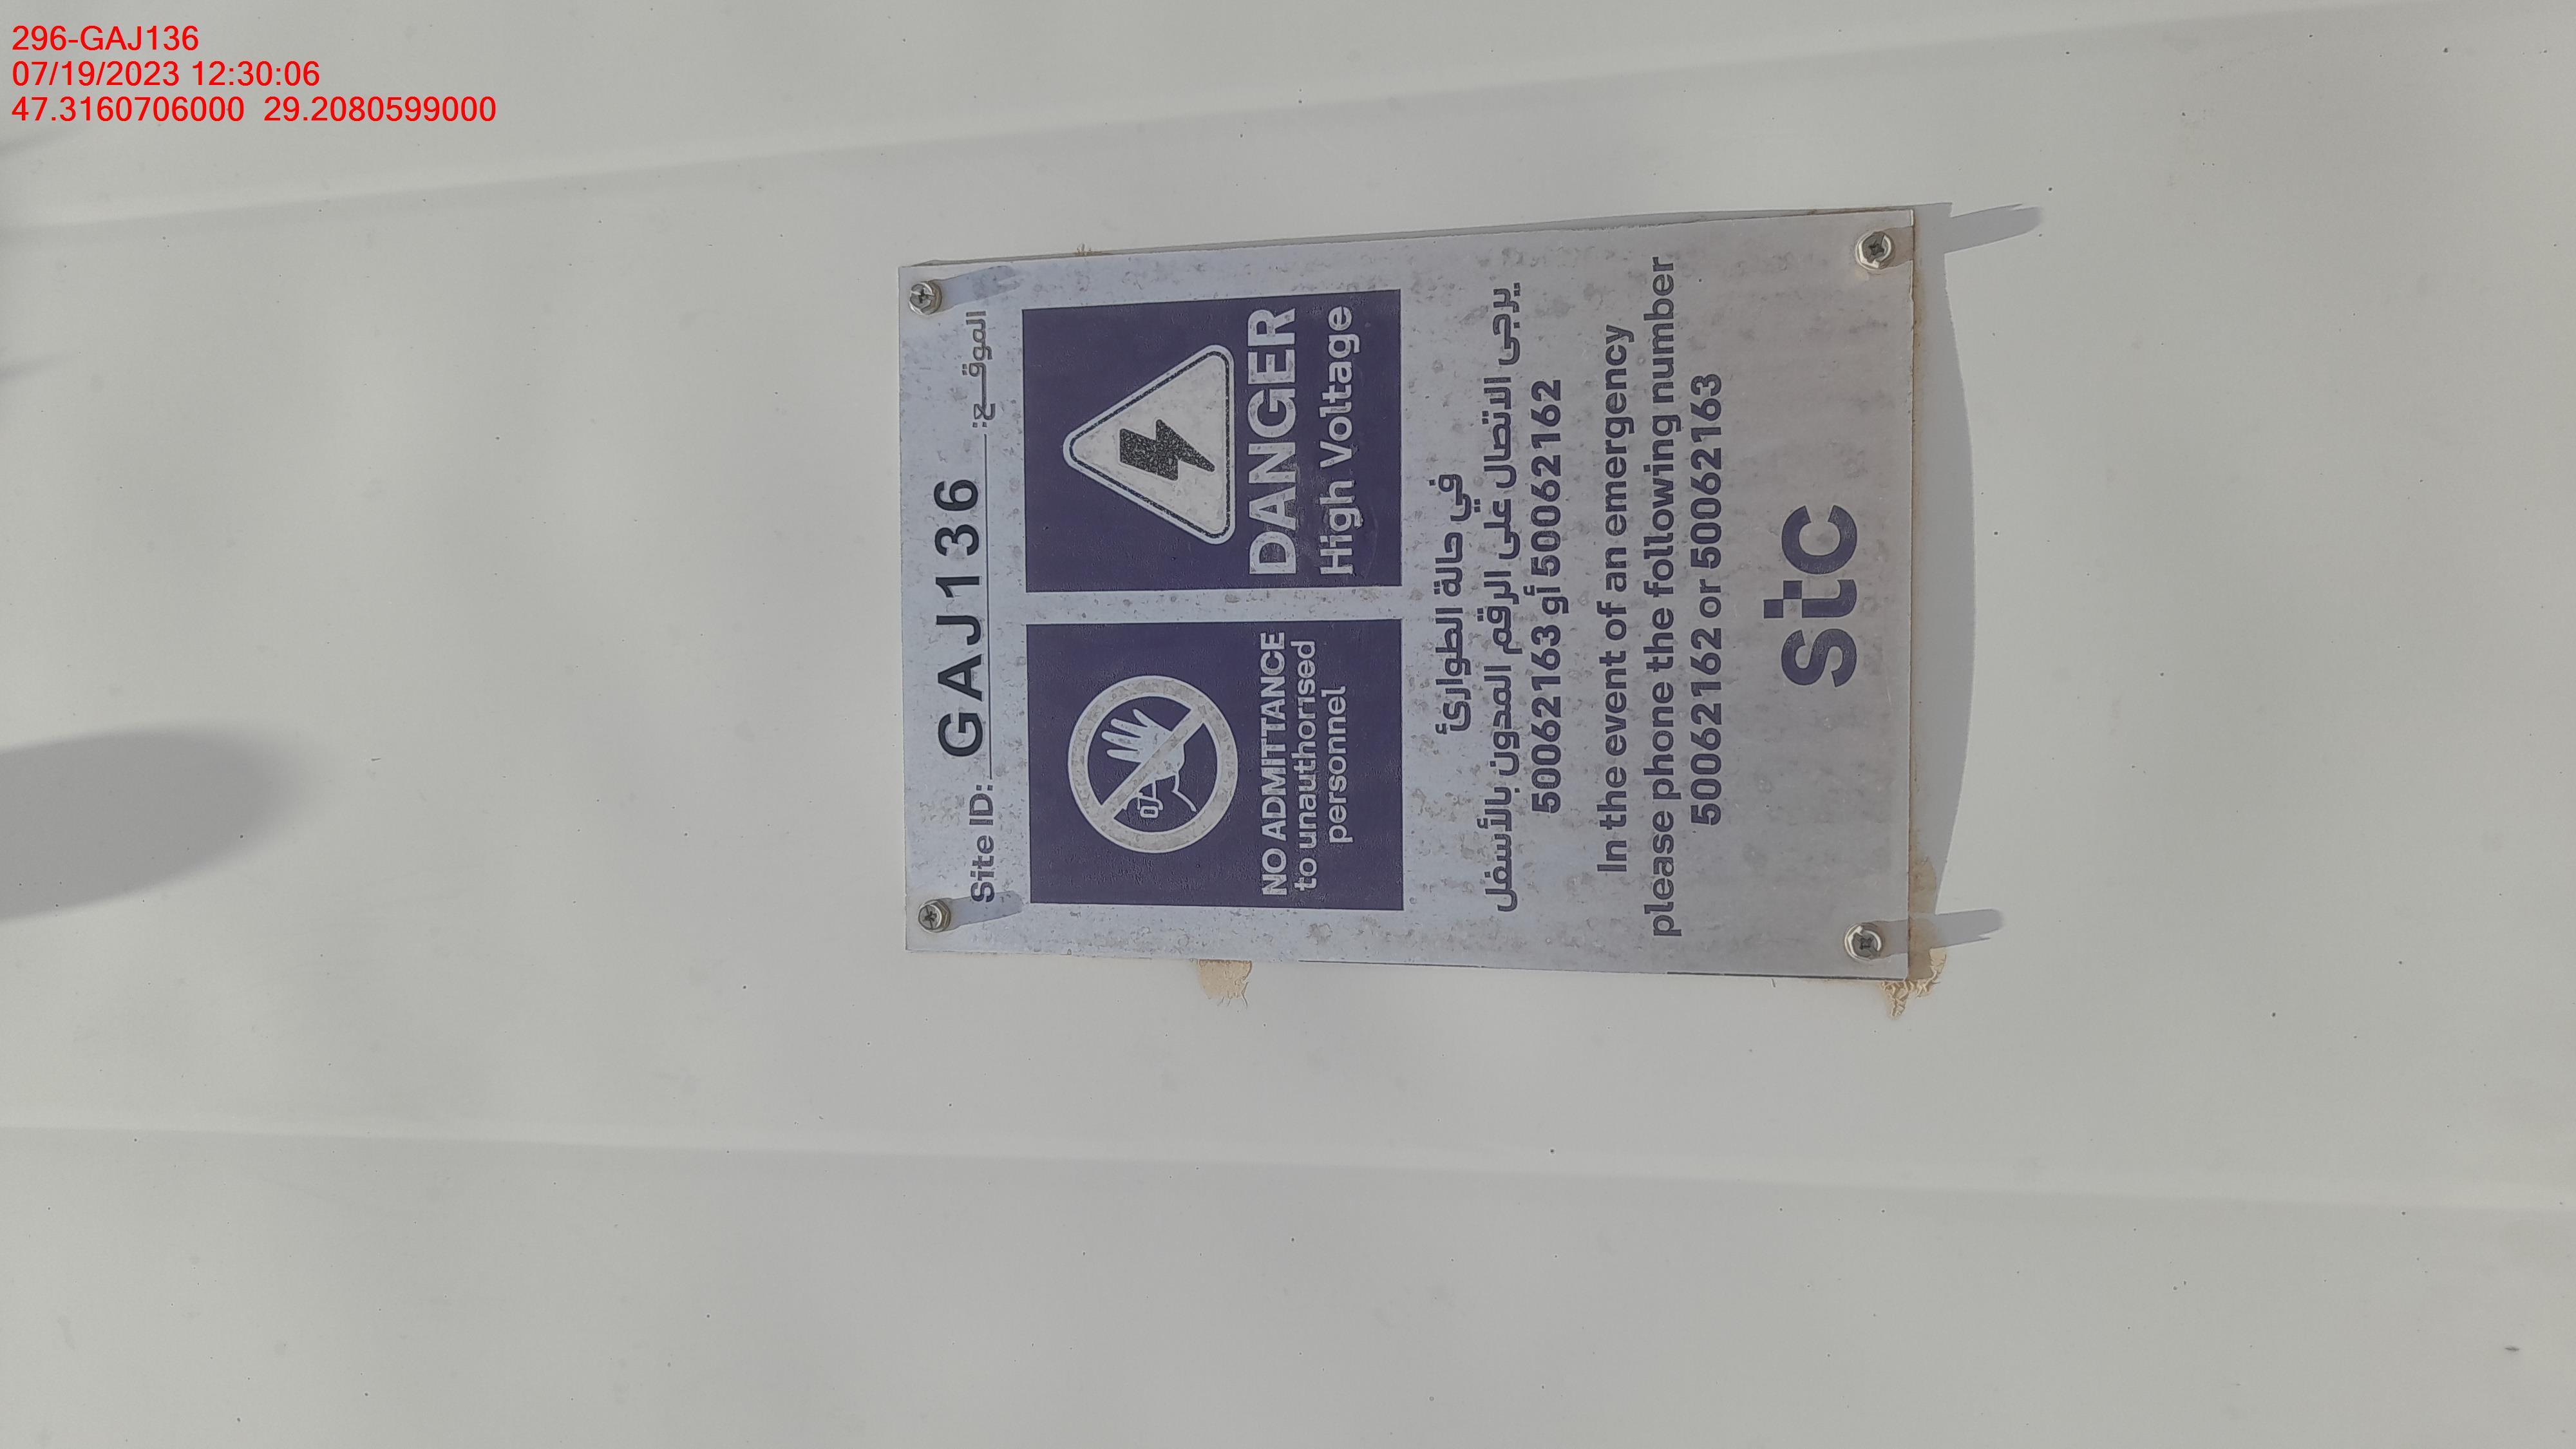 296-GAJ136
07/19/2023 12:30:06
47.3160706000 29.2080599000
Site ID: GAJ136 الموقـــع:
NO ADMITTANCE
to unauthorised
personnel
DANGER
High Voltage
في حالة الطوارئ
يرجى الاتصال على الرقم المدون بالأسفل
50062163 أو 50062162
In the event of an emergency
please phone the following number
50062162 or 50062163
stc